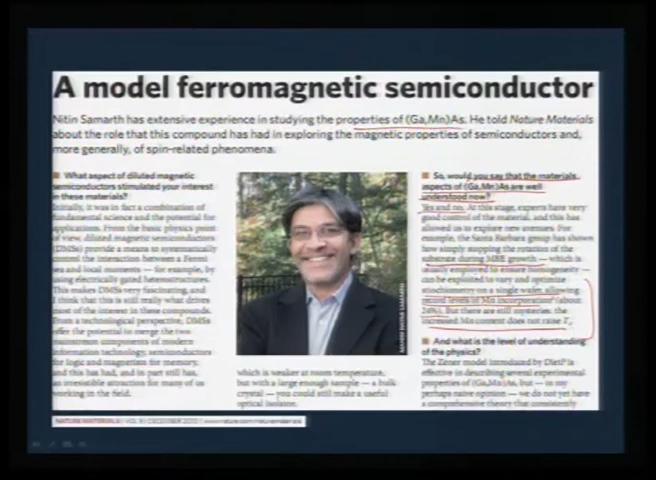 A model ferromagnetic semiconductor
Nitin Samarth has extensive experience in studying the properties of (Ga,Mn)As. He told Nature Materials
about the role that this compound has had in exploring the magnetic properties of semiconductors and,
more generally, of spin-related phenomena.
What aspect of diluted magnetic
semiconductors stimulated your interest
in these materials?
Initially, it was in fact a combination of
fundamental science and the potential for
applications. From the basic physics point
of view, diluted magnetic semiconductors
(DMSs) provide a means to systematically
control the interaction between a Fermi
sea and local moments — for example, by
using electrically gated heterostructures.
This makes DMSs very fascinating, and
I think that this is still really what drives
most of the interest in these compounds.
From a technological perspective, DMSs
offer the potential to merge the two
mainstream components of modern
information technology, semiconductors
for logic and magnetism for memory,
and this has had, and in part still has,
an irresistible attraction for many of us
working in the field.
NITIN SAMARTH
which is weaker at room temperature,
but with a large enough sample — a bulk
crystal — you could still make a useful
optical isolator.
So, would you say that the materials
aspects of (Ga,Mn)As are well
understood now?
Yes and no. At this stage, experts have very
good control of the material, and this has
allowed us to explore new avenues. For
example, the Santa Barbara group has shown
how simply stopping the rotation of the
substrate during MBE growth — which is
usually employed to ensure homogeneity —
can be exploited to vary and optimize
stoichiometry on a single wafer, allowing
record levels of Mn incorporation (about
20%). But there are still mysteries: the
increased Mn content does not raise Tc.
And what is the level of understanding
of the physics?
The Zener model introduced by Dietl is
effective in describing several experimental
properties of (Ga,Mn)As, but — in my
perhaps naive opinion — we do not yet have
a comprehensive theory that consistently
NATURE MATERIALS | VOL 9 | DECEMBER 2010 | www.nature.com/naturematerials